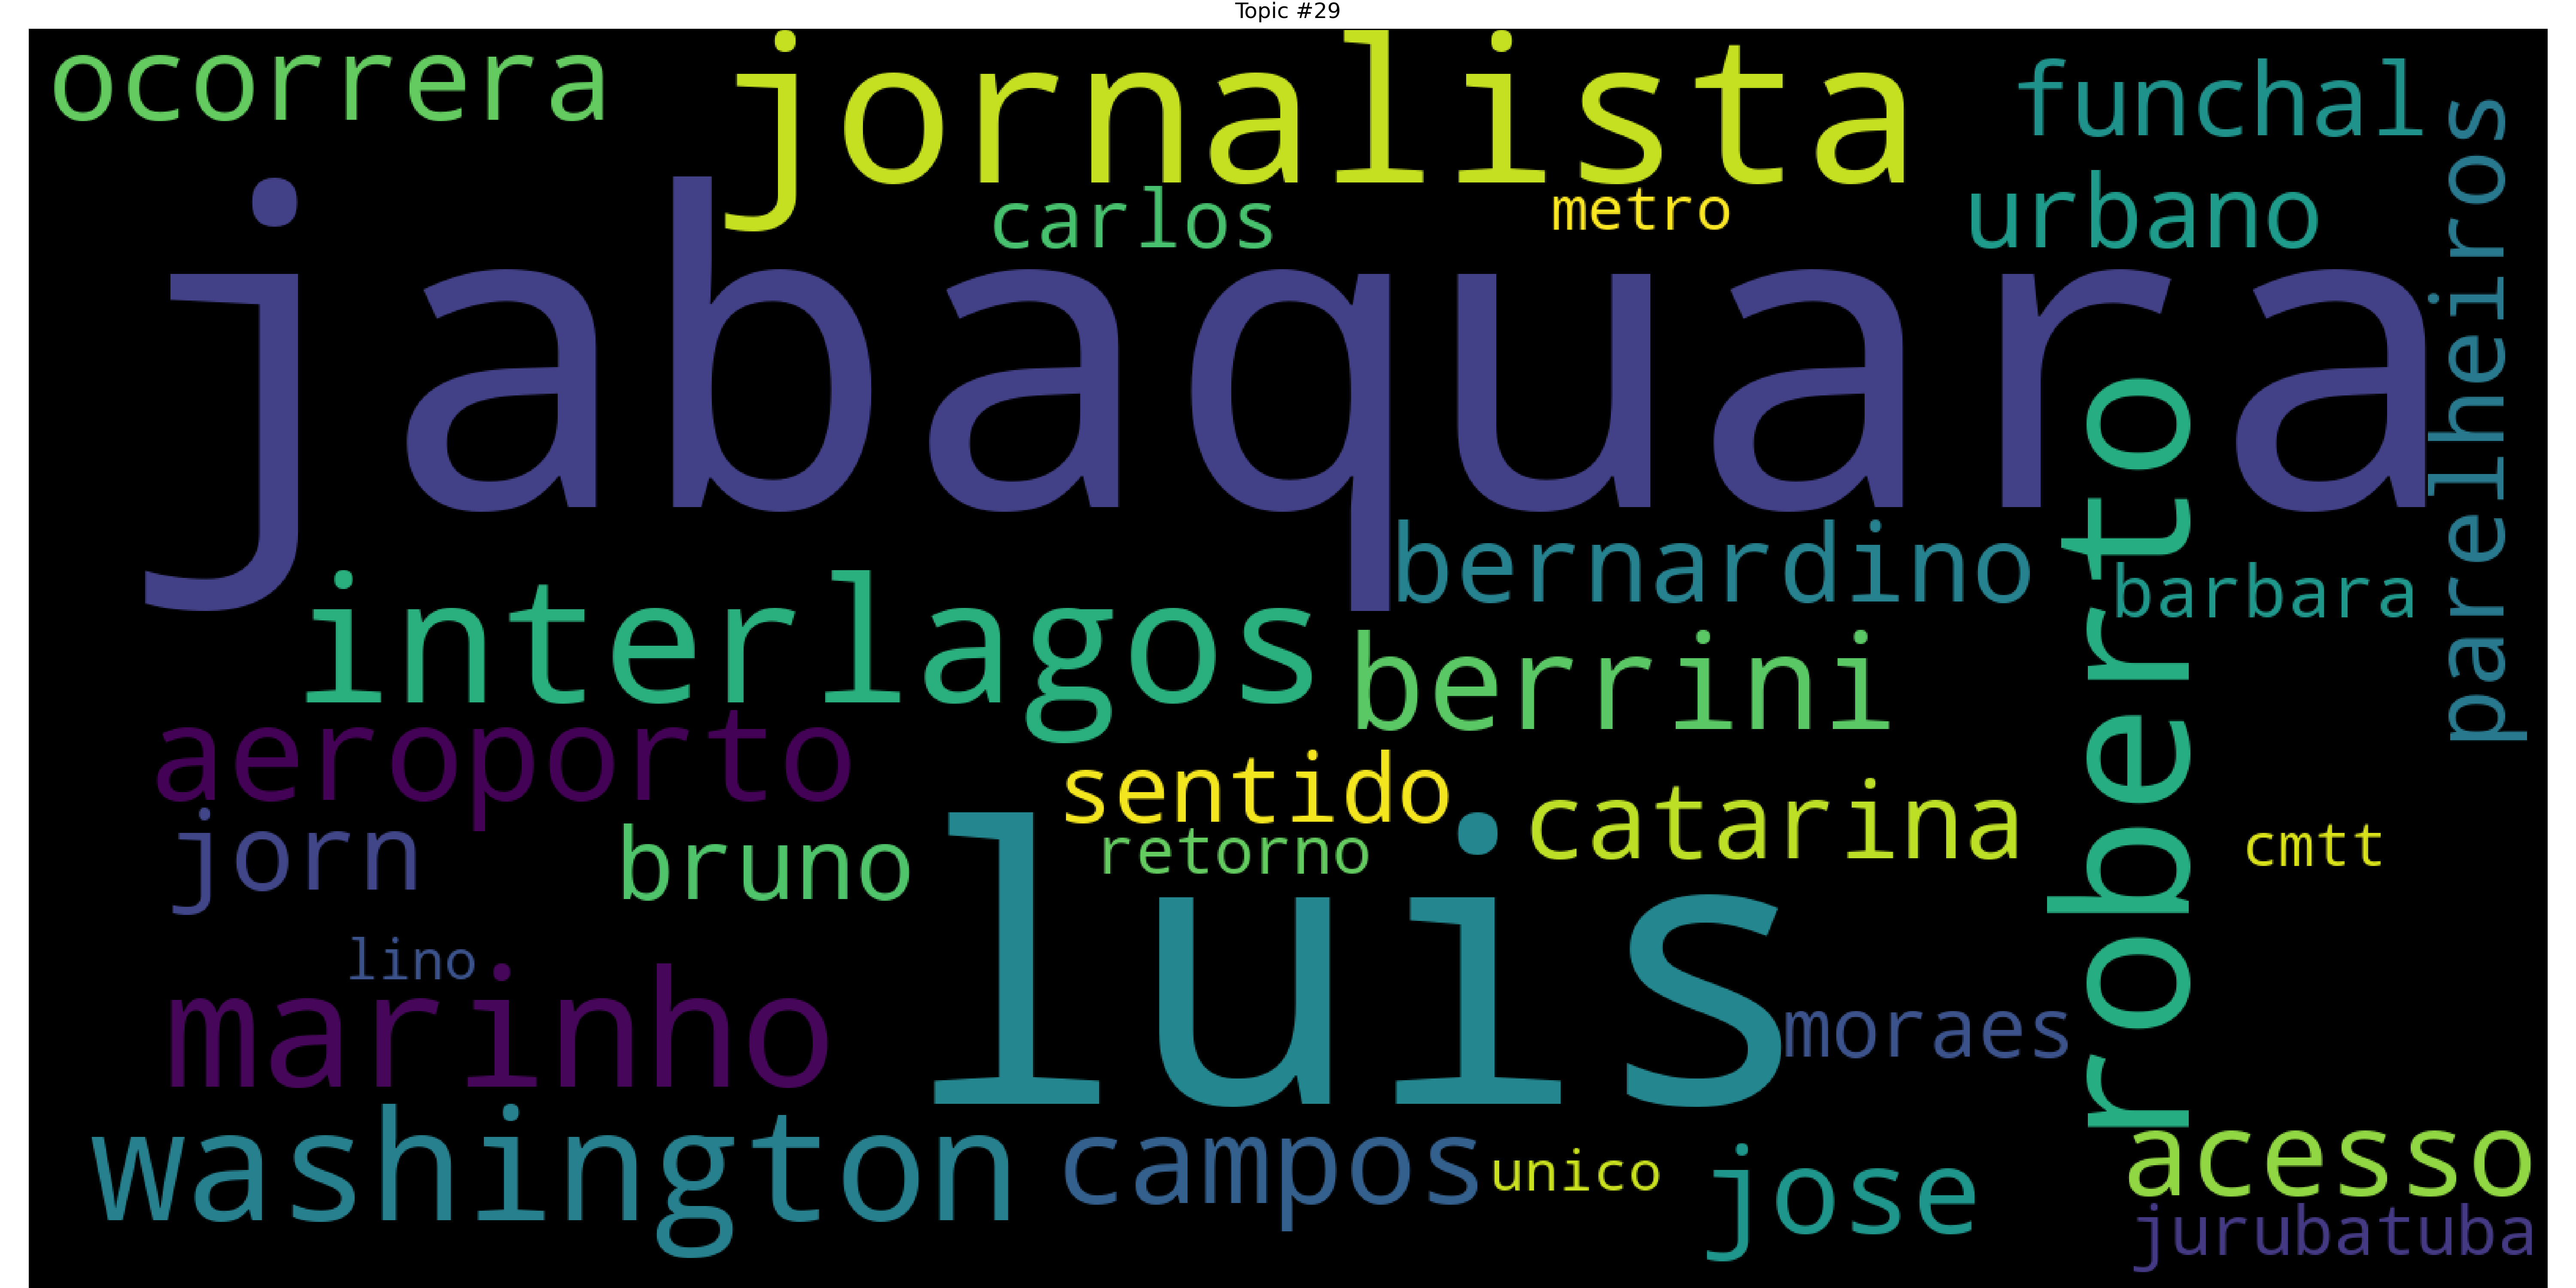 Topic #29
ocorrera
jornalista
funchal
carlos
metro
urbano
parelheiros
jabaquara
roberto
bernardino
barbara
interlagos
berrini
aeroporto
sentido
catarina
jorn
bruno
retorno
cmtt
luis
lino
marinho
moraes
washington
campos
unico
jose
acesso
jurubatuba